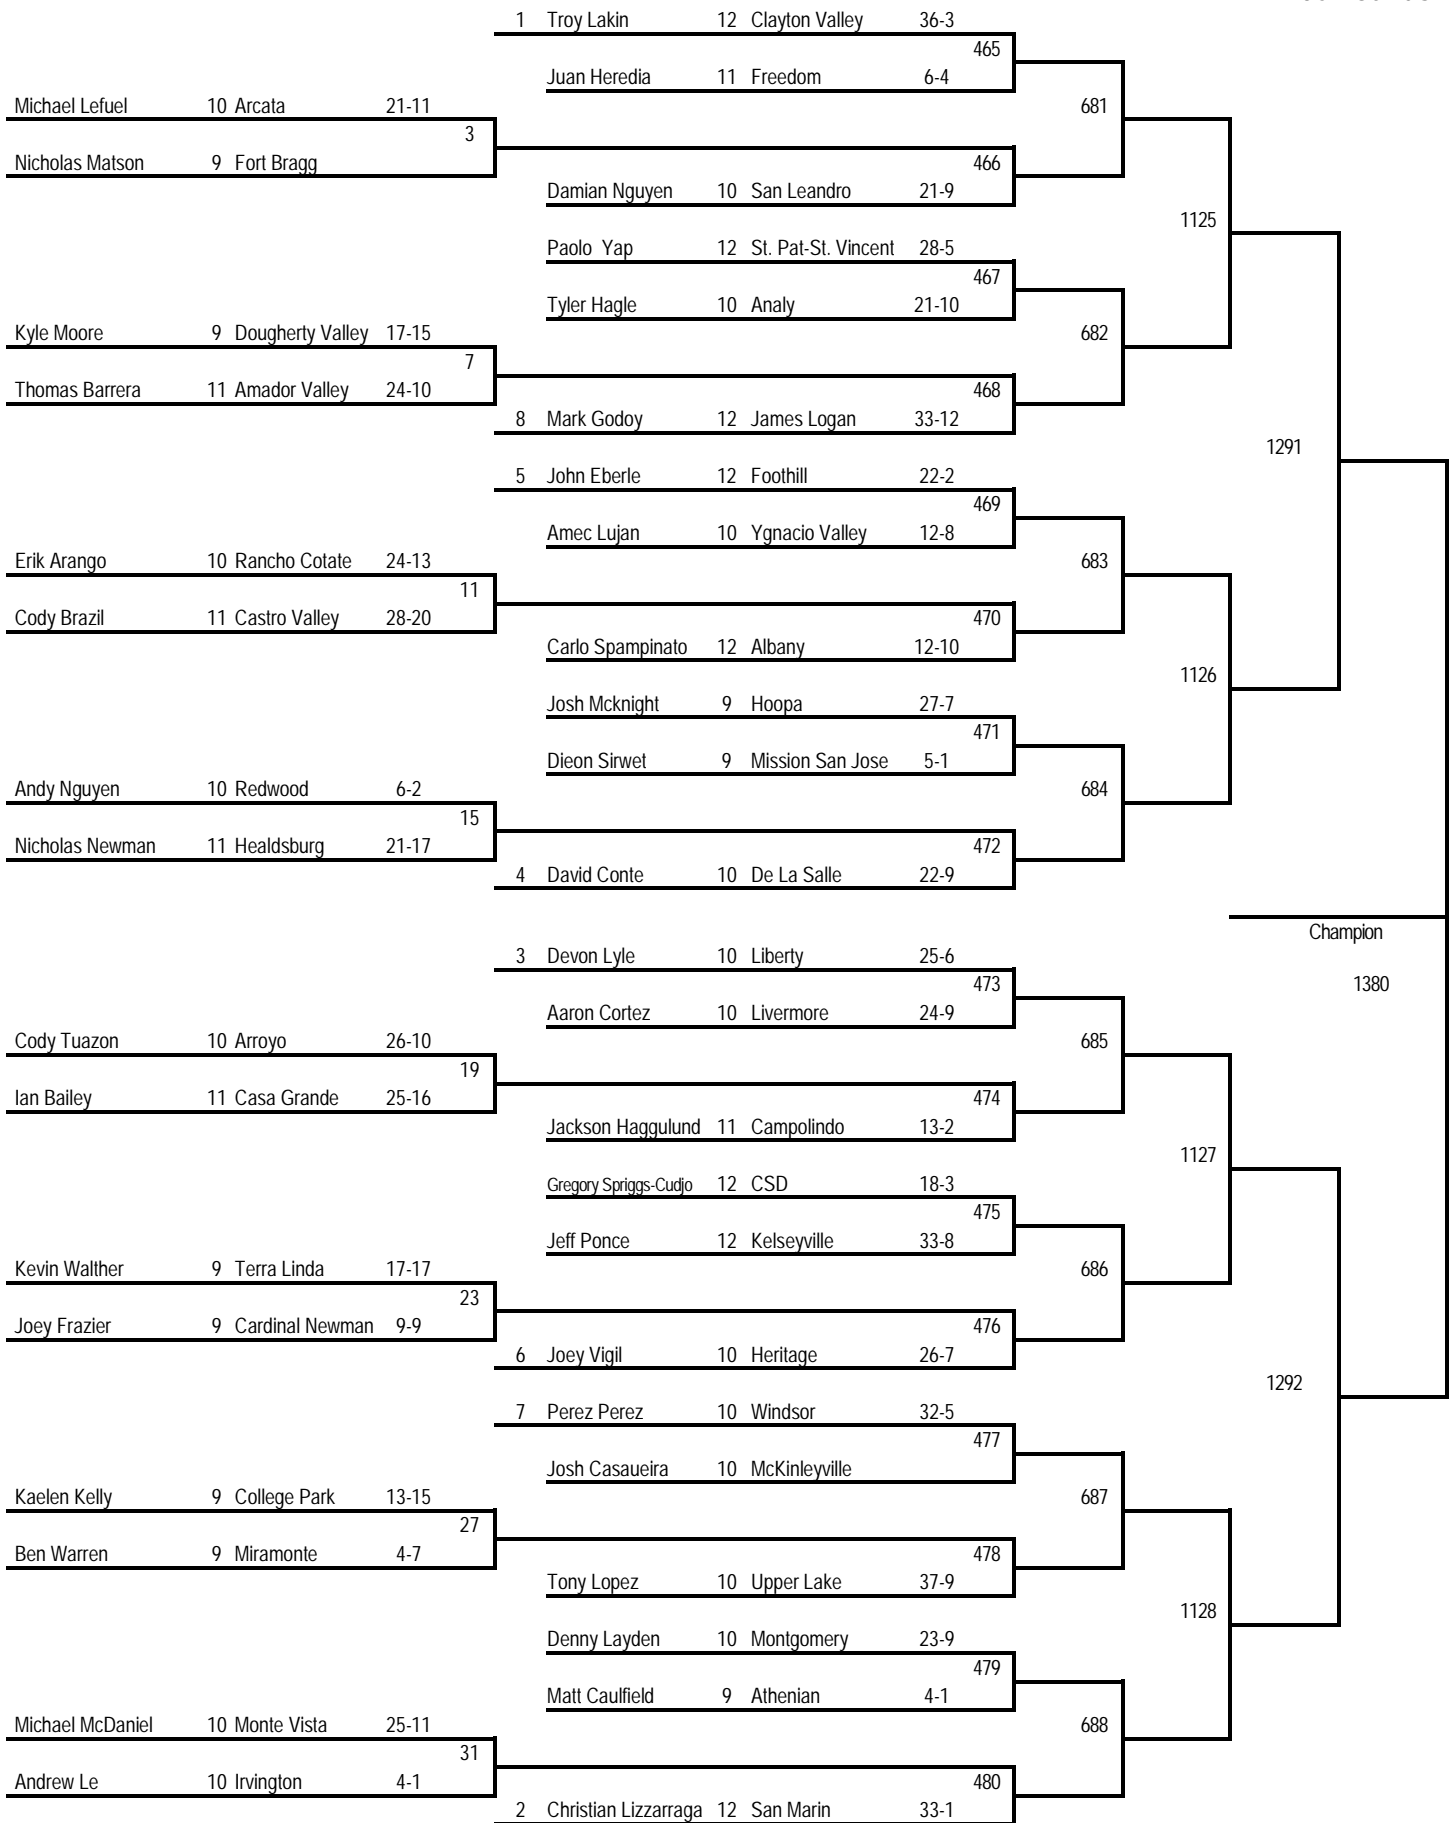 1 Troy Lakin 12 Clayton Valley 36-3
465
Juan Heredia 11 Freedom 6-4
Michael Lefuel 10 Arcata 21-11
681
3
Nicholas Matson 9 Fort Bragg
466
Damian Nguyen 10 San Leandro 21-9
1125
Paolo Yap 12 St. Pat-St. Vincent 28-5
467
Tyler Hagle 10 Analy 21-10
Kyle Moore 9 Dougherty Valley 17-15
682
7
Thomas Barrera 11 Amador Valley 24-10
468
8 Mark Godoy 12 James Logan 33-12
1291
5 John Eberle 12 Foothill 22-2
469
Amec Lujan 10 Ygnacio Valley 12-8
Erik Arango 10 Rancho Cotate 24-13
683
11
Cody Brazil 11 Castro Valley 28-20
470
Carlo Spampinato 12 Albany 12-10
1126
Josh Mcknight 9 Hoopa 27-7
471
Dieon Sirwet 9 Mission San Jose 5-1
Andy Nguyen 10 Redwood 6-2
684
15
Nicholas Newman 11 Healdsburg 21-17
472
4 David Conte 10 De La Salle 22-9
Champion
3 Devon Lyle 10 Liberty 25-6
473
1380
Aaron Cortez 10 Livermore 24-9
Cody Tuazon 10 Arroyo 26-10
685
19
Ian Bailey 11 Casa Grande 25-16
474
Jackson Haggulund 11 Campolindo 13-2
1127
Gregory Spriggs-Cudjo 12 CSD 18-3
475
Jeff Ponce 12 Kelseyville 33-8
Kevin Walther 9 Terra Linda 17-17
686
23
Joey Frazier 9 Cardinal Newman 9-9
476
6 Joey Vigil 10 Heritage 26-7
1292
7 Perez Perez 10 Windsor 32-5
477
Josh Casaueira 10 McKinleyville
Kaelen Kelly 9 College Park 13-15
687
27
Ben Warren 9 Miramonte 4-7
478
Tony Lopez 10 Upper Lake 37-9
1128
Denny Layden 10 Montgomery 23-9
479
Matt Caulfield 9 Athenian 4-1
Michael McDaniel 10 Monte Vista 25-11
688
31
Andrew Le 10 Irvington 4-1
480
2 Christian Lizzarraga 12 San Marin 33-1